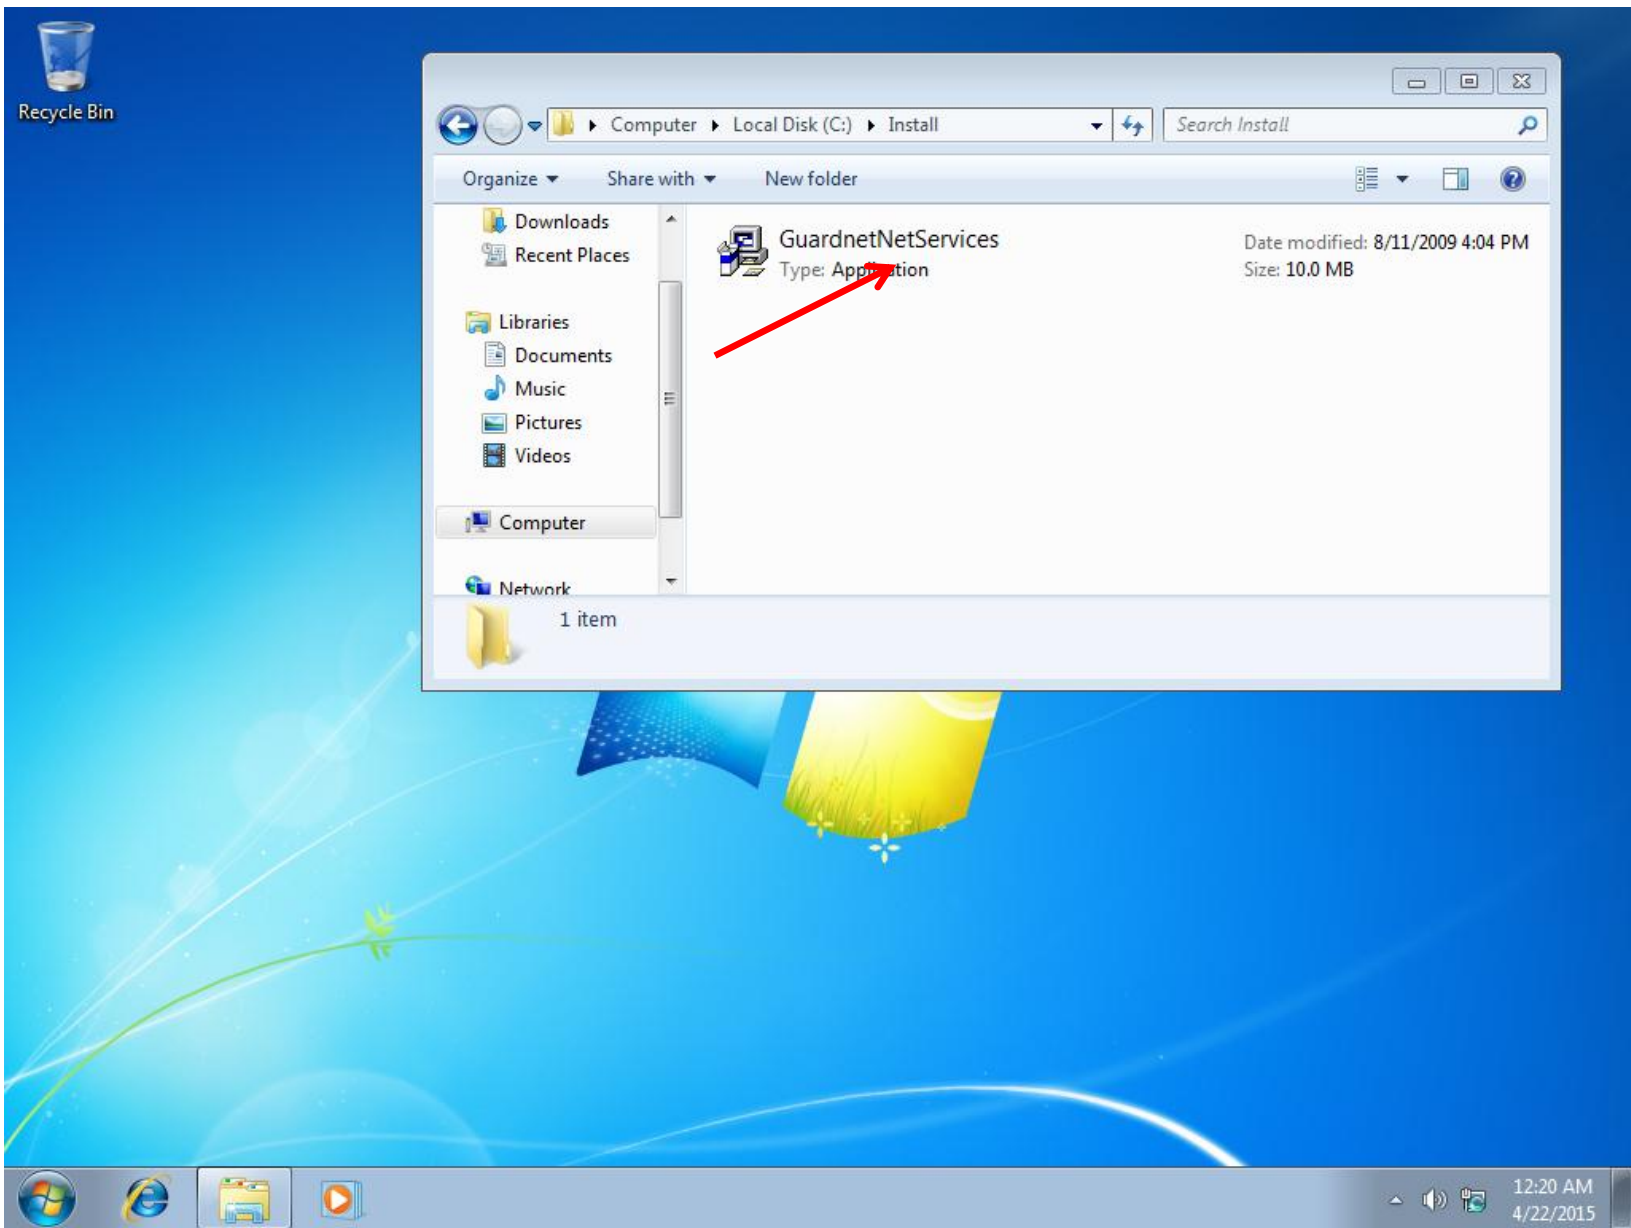 Recycle Bin
Computer Local Disk (C:) Install
Search Install
Organize Share with New folder
Downloads
Recent Places
Libraries
Documents
Music
Pictures
Videos
Computer
Network
GuardnetNetServices
Type: Application
Date modified: 8/11/2009 4:04 PM
Size: 10.0 MB
1 item
12:20 AM
4/22/2015